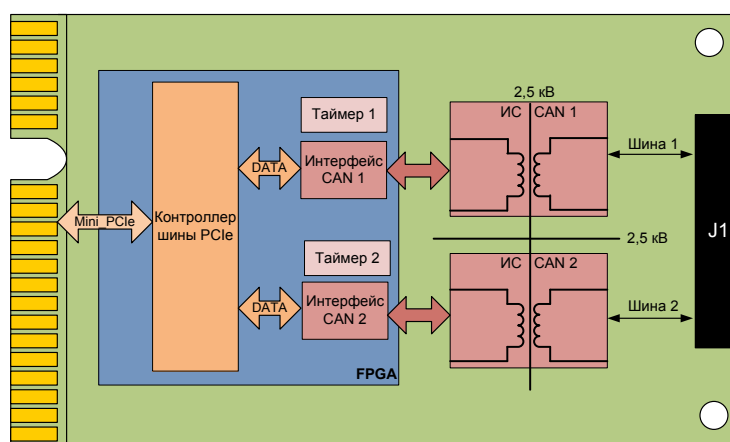 2,5 кВ
Таймер 1
ИС CAN 1
Шина 1
DATA
Интерфейс
CAN 1
Mini_PCIe
Контроллер
шины PCIe
J1
2,5 кВ
Таймер 2
ИС CAN 2
DATA
Интерфейс
CAN 2
Шина 2
FPGA